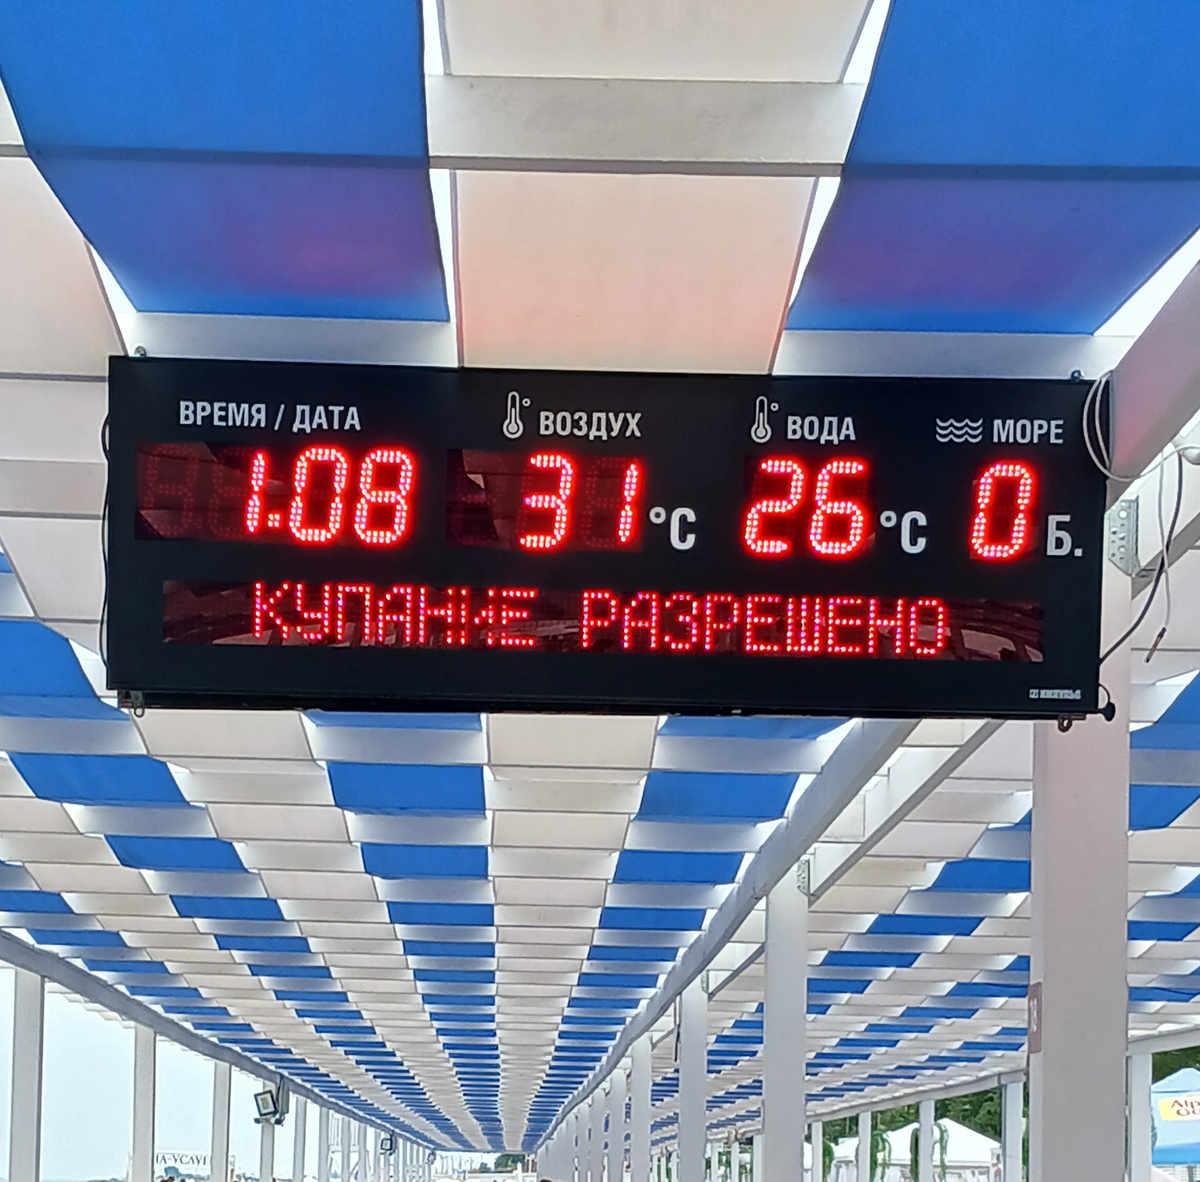 ВРЕМЯ / ДАТА
ВОЗДУХ
ВОДА
МОРЕ
1.08
31 °C
26 °C
0 Б.
КУПАНИЕ РАЗРЕШЕНО